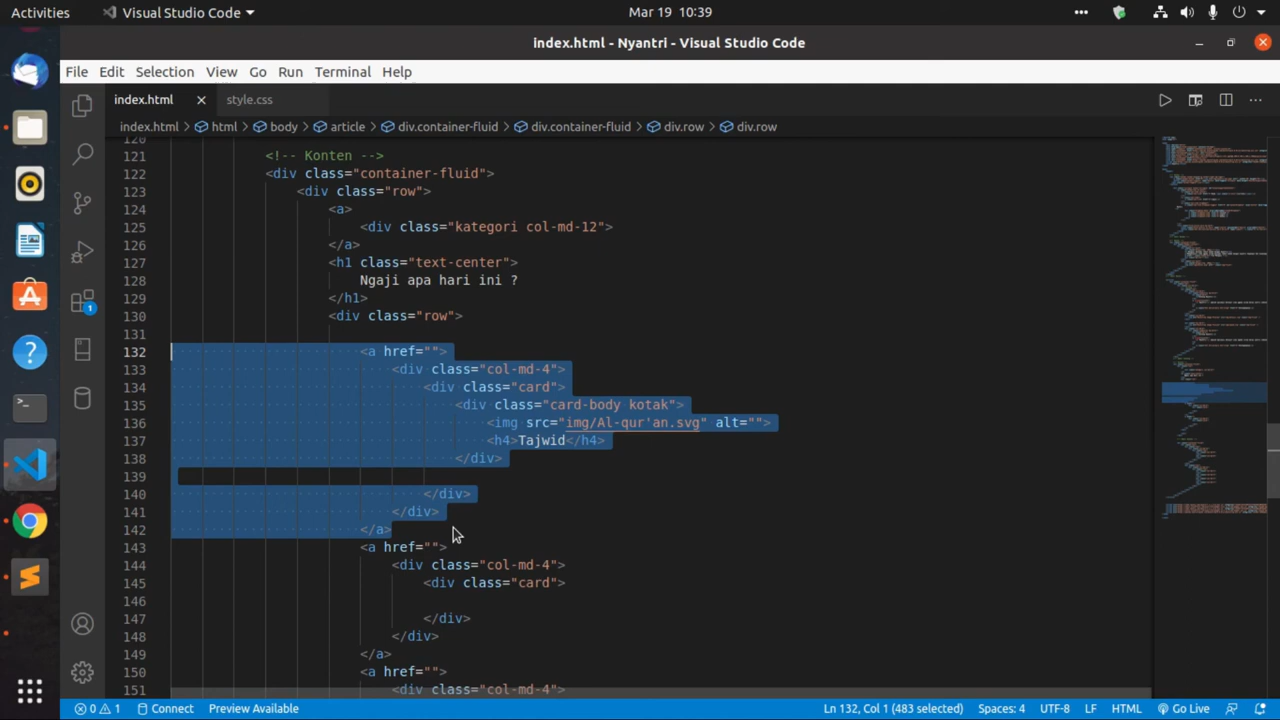 Activities
Visual Studio Code
Mar 19 10:39
index.html - Nyantri - Visual Studio Code
File Edit Selection View Go Run Terminal Help
index.html
style.css
index.html html body article div.container-fluid div.container-fluid div.row div.row
120
121 <!-- Konten -->
122 <div class="container-fluid">
123 <div class="row">
124 <a>
125 <div class="kategori col-md-12">
126 </a>
127 <h1 class="text-center">
128 Ngaji apa hari ini ?
129 </h1>
130 <div class="row">
131
132 <a href="">
133 <div class="col-md-4">
134 <div class="card">
135 <div class="card-body kotak">
136 <img src="img/Al-qur'an.svg" alt="">
137 <h4>Tajwid</h4>
138 </div>
139
140 </div>
141 </div>
142 </a>
143 <a href="">
144 <div class="col-md-4">
145 <div class="card">
146
147 </div>
148 </div>
149 </a>
150 <a href="">
151 <div class="col-md-4">
1
0 1 Connect Preview Available Ln 132, Col 1 (483 selected) Spaces: 4 UTF-8 LF HTML Go Live